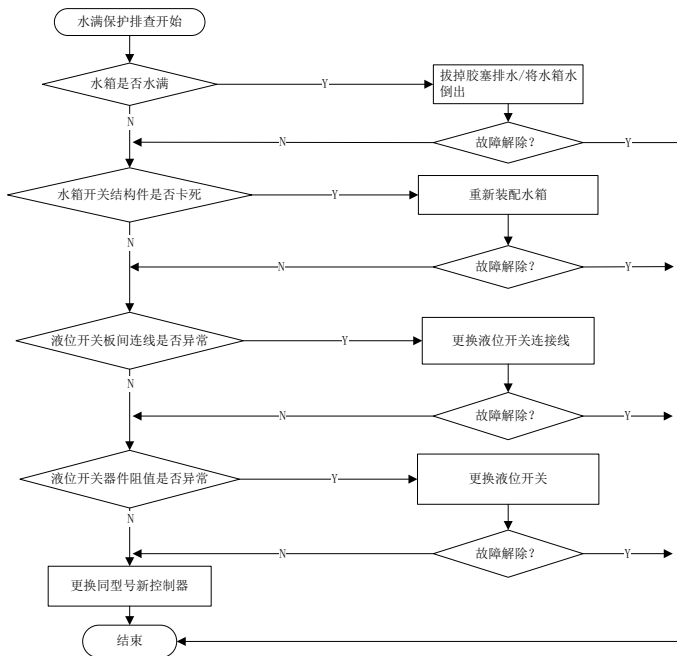 水满保护排查开始
水箱是否水满
Y
拔掉胶塞排水/将水箱水
倒出
N
N
故障解除？
Y
水箱开关结构件是否卡死
Y
重新装配水箱
N
N
故障解除？
Y
液位开关板间连线是否异常
Y
更换液位开关连接线
N
N
故障解除？
Y
液位开关器件阻值是否异常
Y
更换液位开关
N
N
故障解除？
Y
更换同型号新控制器
结束